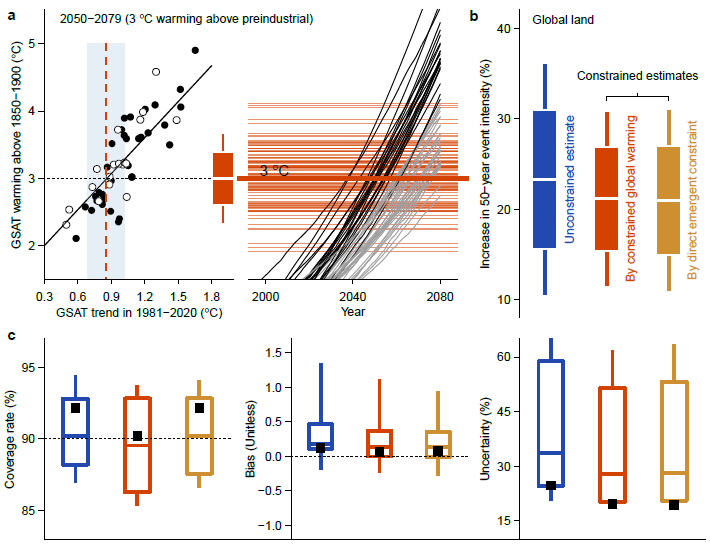 a
2050-2079 (3 °C warming above preindustrial)
GSAT warming above 1850-1900 (°C)
5
4
3
2
0.3
0.6
0.9
1.2
1.5
1.8
GSAT trend in 1981-2020 (°C)
3 °C
2000
2040
2080
Year
b
Global land
Increase in 50-year event intensity (%)
40
30
20
10
Constrained estimates
Unconstrained estimate
By constrained global warming
By direct emergent constraint
c
Coverage rate (%)
95
90
85
Bias (Unitless)
1.5
1.0
0.5
0.0
-0.5
-1.0
Uncertainty (%)
60
45
30
15